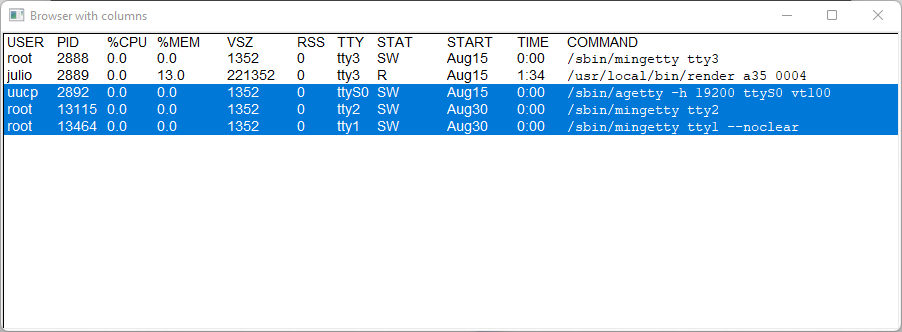 Browser with columns
USER PID %CPU %MEM VSZ RSS TTY STAT START TIME COMMAND
root 2888 0.0 0.0 1352 0 tty3 SW Aug15 0:00 /sbin/mingetty tty3
julio 2889 0.0 13.0 221352 0 tty3 R Aug15 1:34 /usr/local/bin/render a35 0004
uucp 2892 0.0 0.0 1352 0 ttyS0 SW Aug15 0:00 /sbin/agetty -h 19200 ttyS0 vt100
root 13115 0.0 0.0 1352 0 tty2 SW Aug30 0:00 /sbin/mingetty tty2
root 13464 0.0 0.0 1352 0 tty1 SW Aug30 0:00 /sbin/mingetty tty1 --noclear